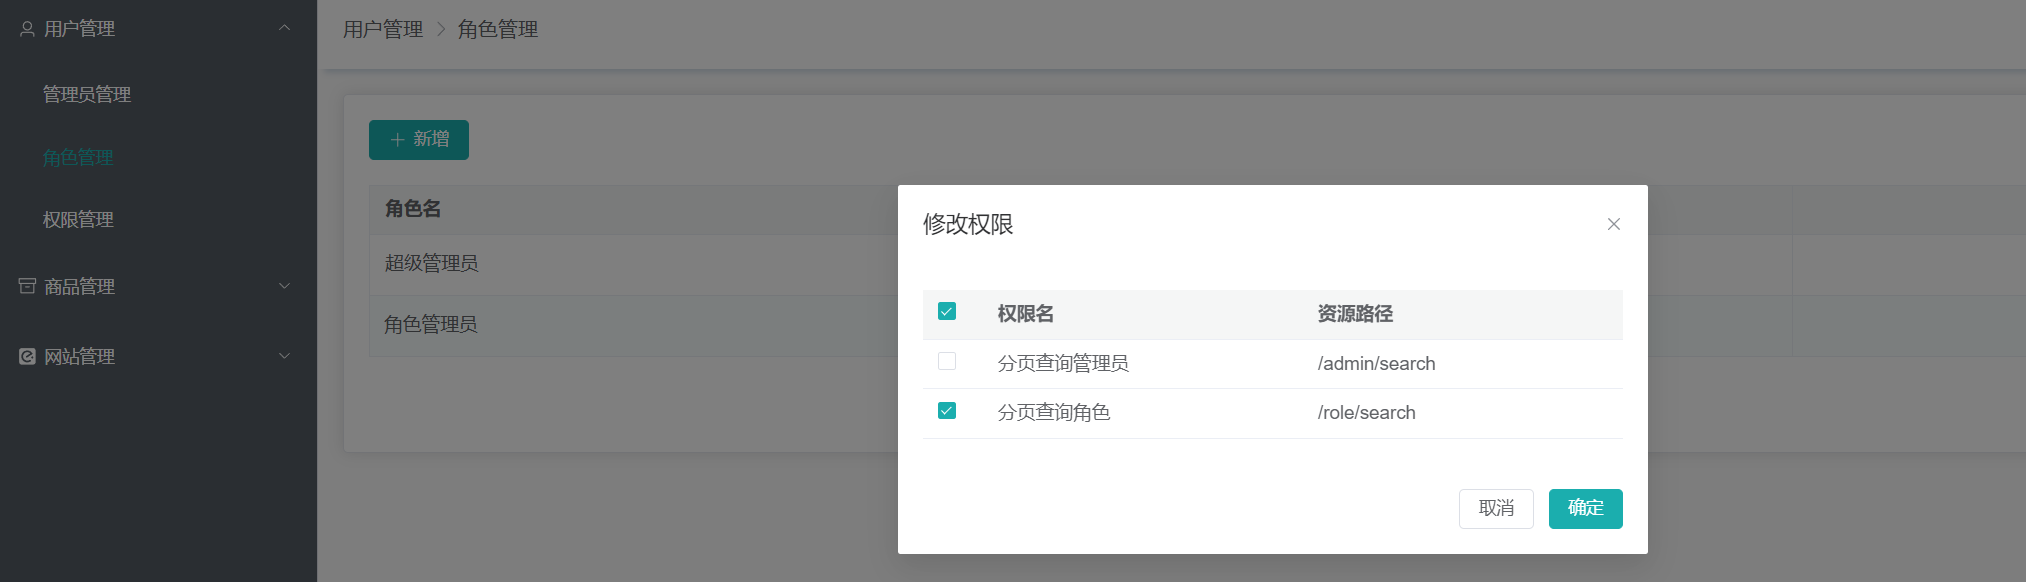 用户管理
管理员管理
角色管理
权限管理
商品管理
网站管理
用户管理 > 角色管理
+ 新增
角色名
超级管理员
角色管理员
修改权限
权限名 资源路径
分页查询管理员 /admin/search
分页查询角色 /role/search
取消 确定